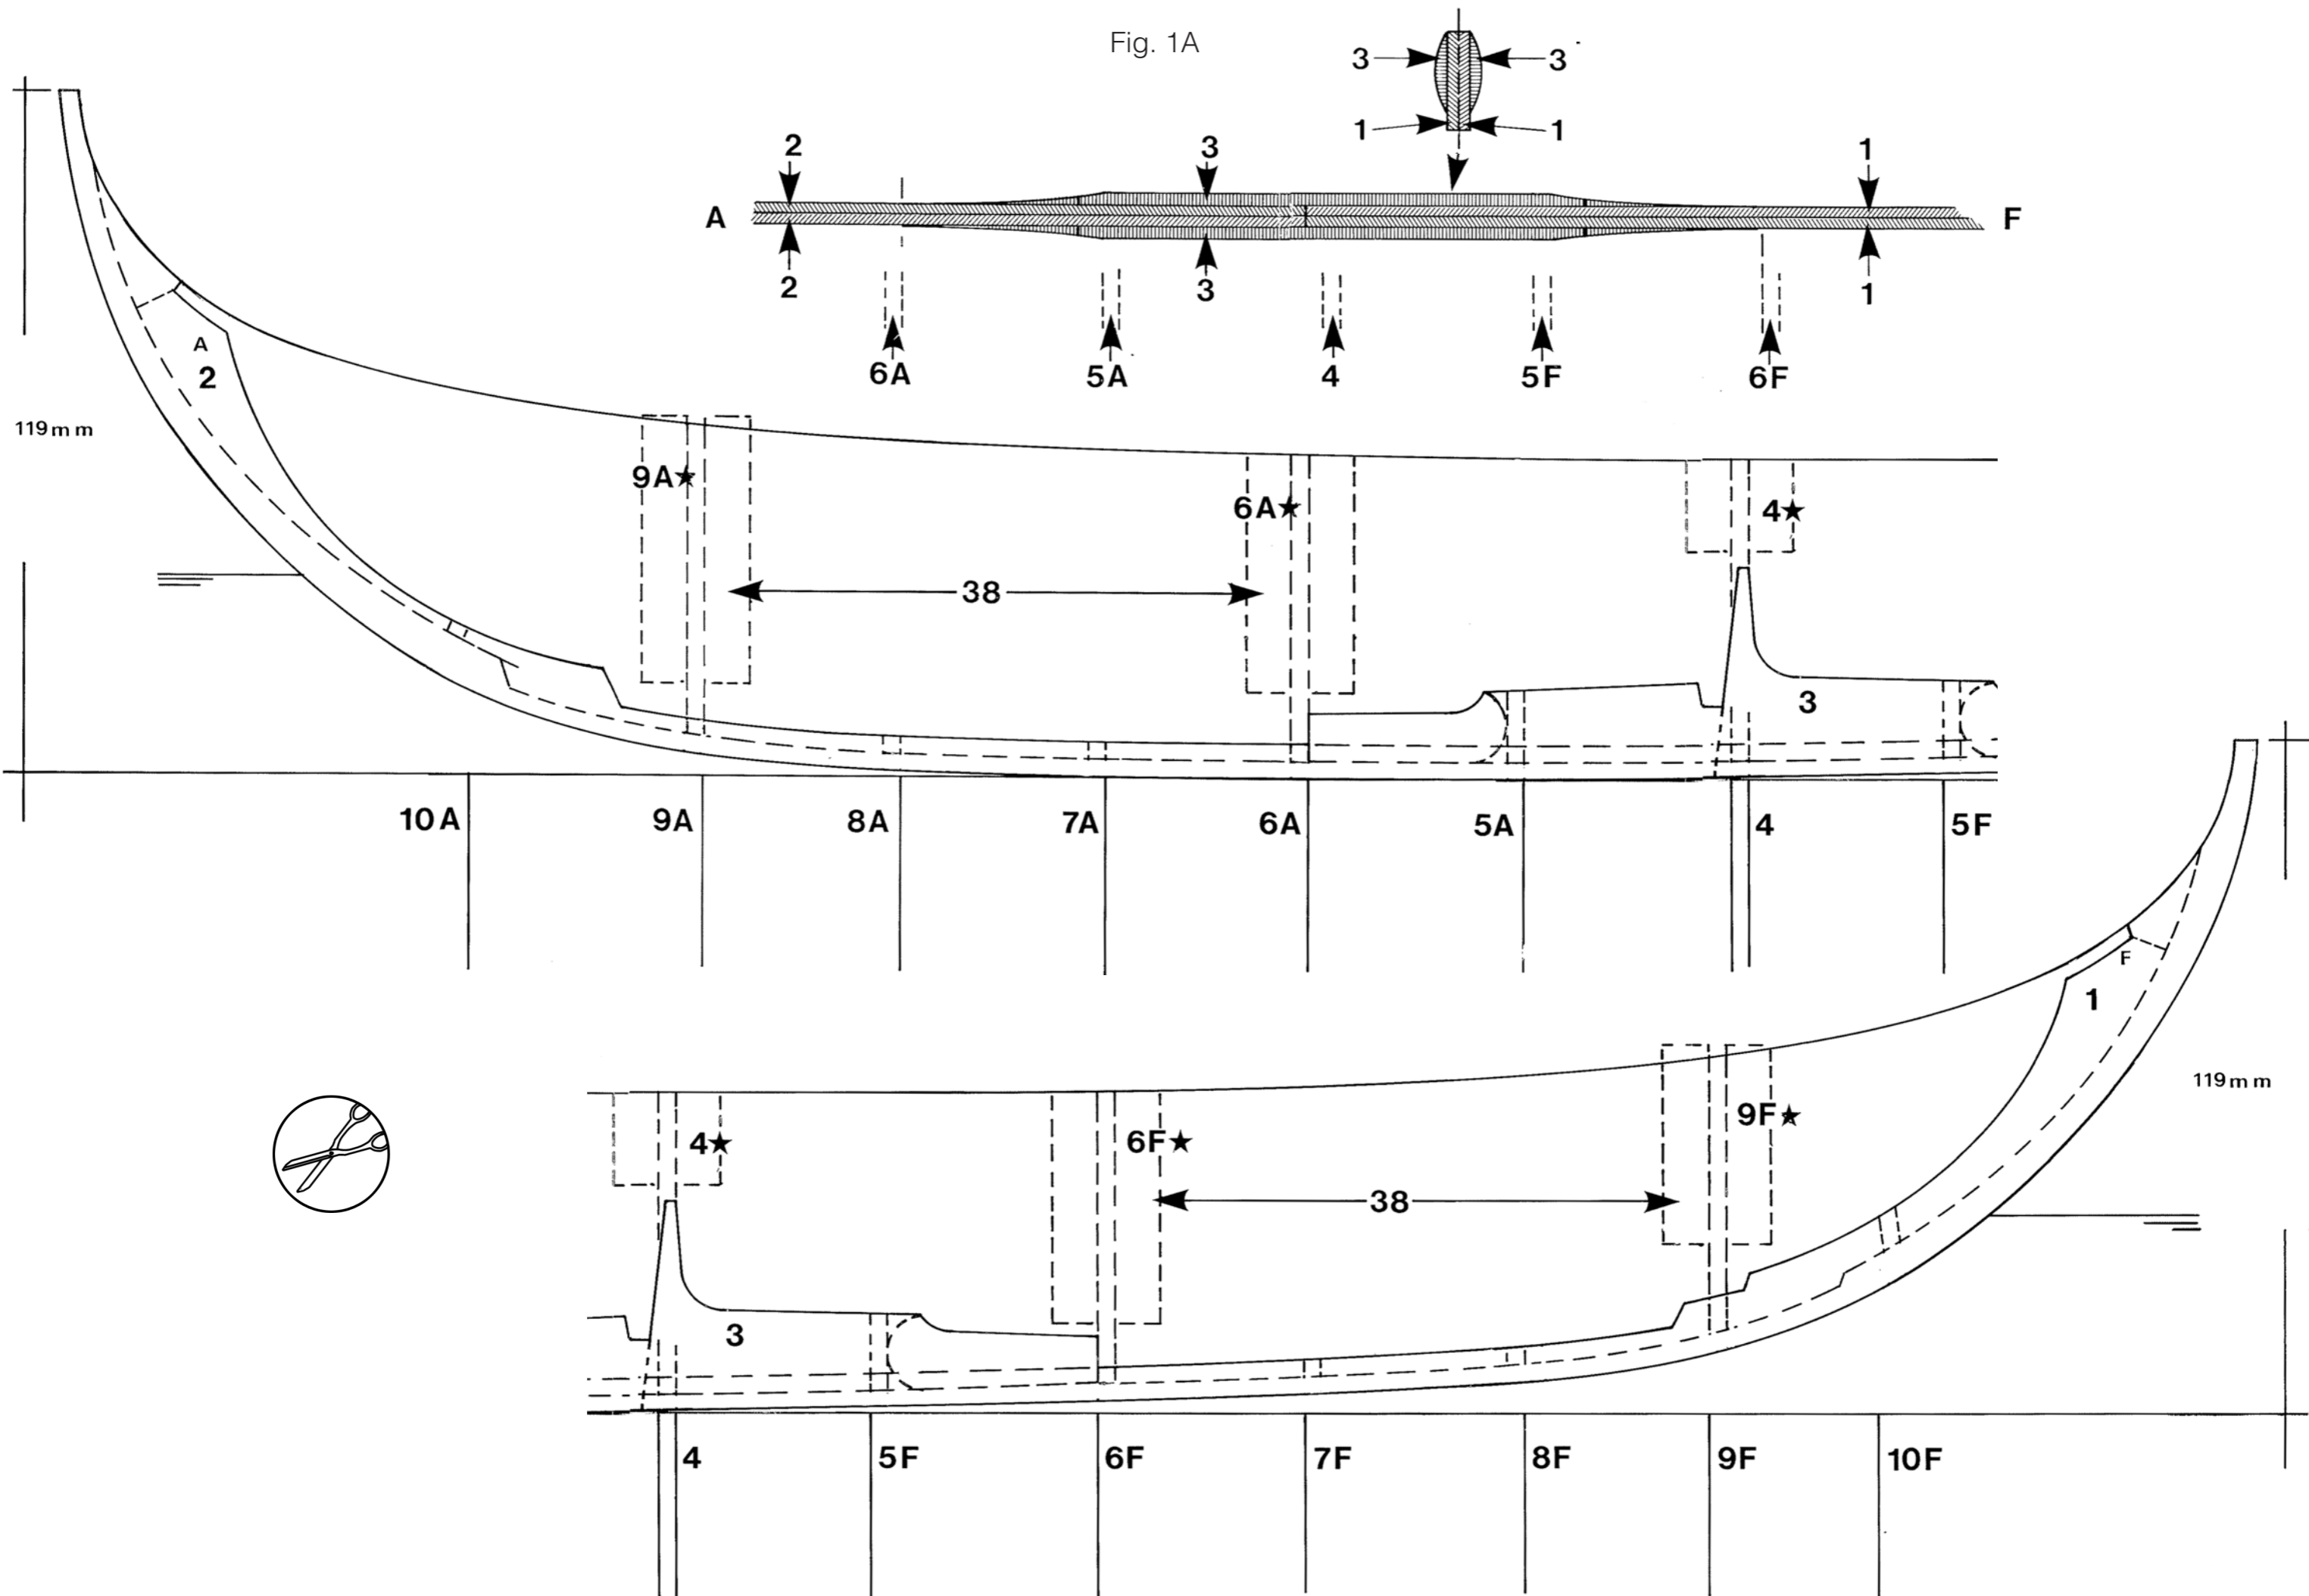 Fig. 1A
3 3
1 1
2 3 1
A F
2 3 1
6A 5A 4 5F 6F
A
2
119mm
9A★ 6A★ 4★
38
3
10A 9A 8A 7A 6A 5A 4 5F
F
1
119mm
4★ 6F★ 9F★
38
3
4 5F 6F 7F 8F 9F 10F